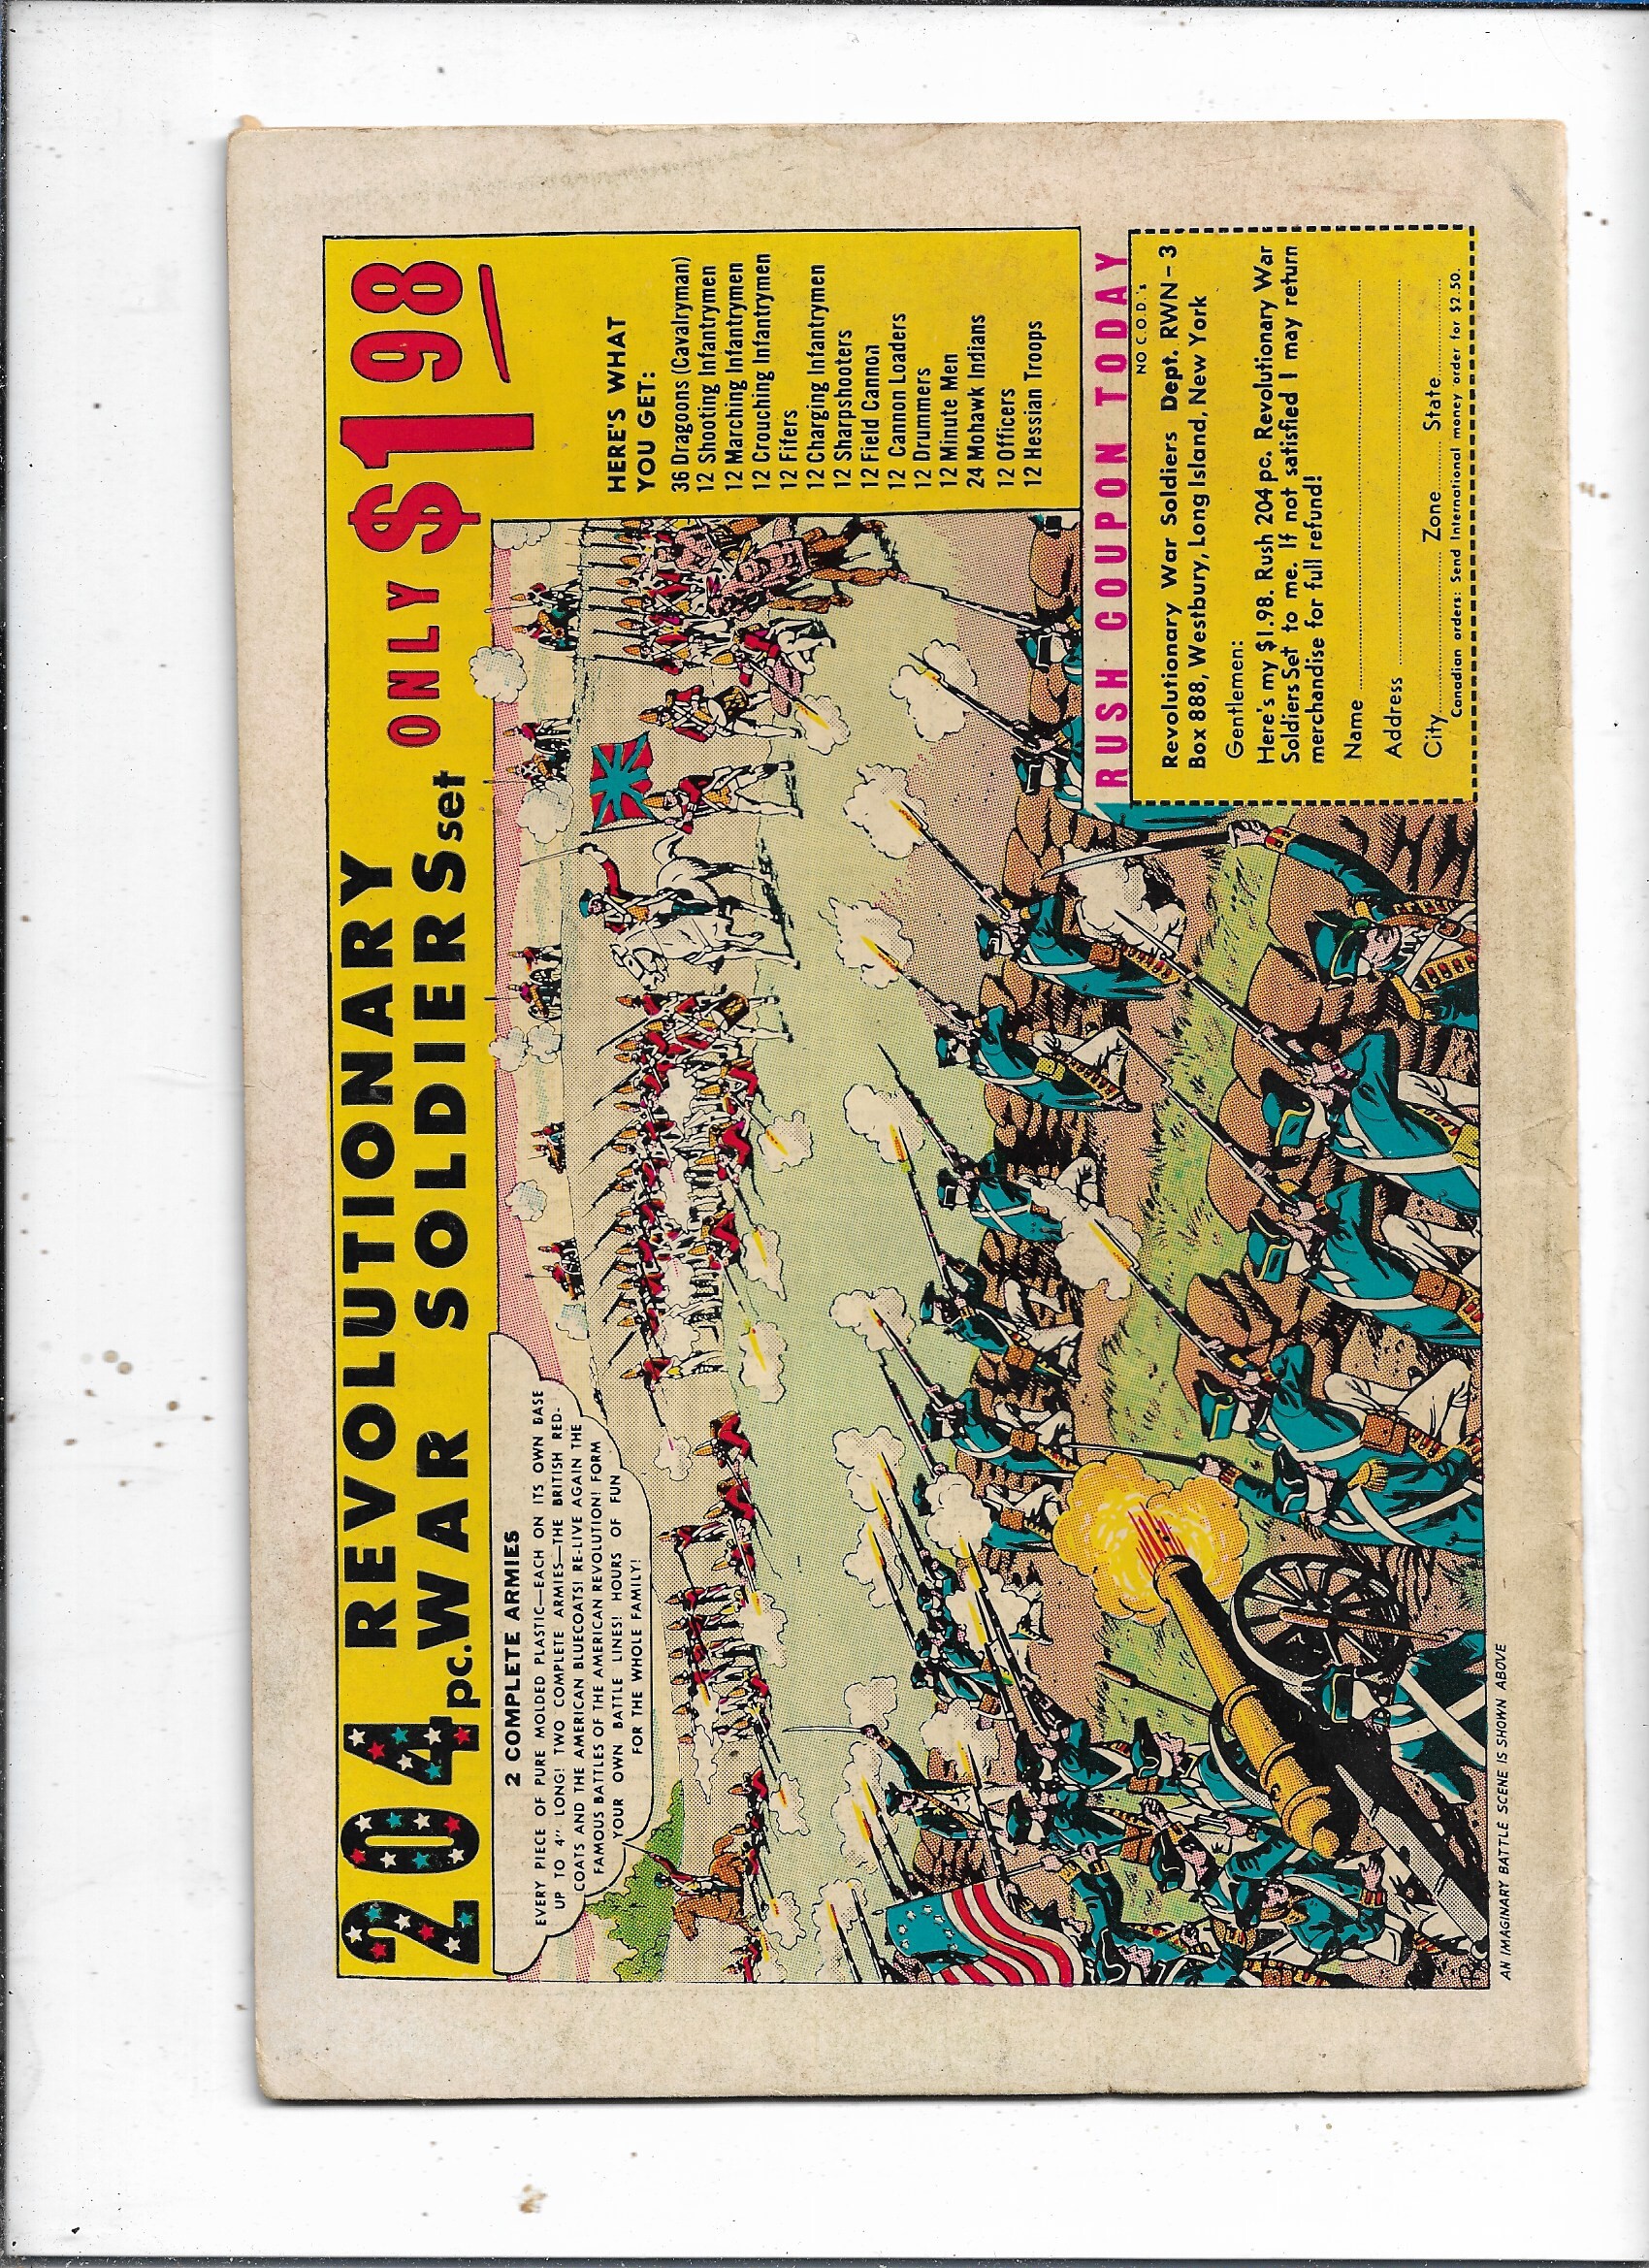 204 pc. REVOLUTIONARY
WAR SOLDIERS set ONLY $1 98
2 COMPLETE ARMIES
EVERY PIECE OF PURE MOLDED PLASTIC—EACH ON ITS OWN BASE
UP TO 4" LONG! TWO COMPLETE ARMIES—THE BRITISH RED-
COATS AND THE AMERICAN BLUECOATS! RE-LIVE AGAIN THE
FAMOUS BATTLES OF THE AMERICAN REVOLUTION! FORM
YOUR OWN BATTLE LINES! HOURS OF FUN
FOR THE WHOLE FAMILY!
HERE'S WHAT
YOU GET:
36 Dragoons (Cavalryman)
12 Shooting Infantrymen
12 Marching Infantrymen
12 Crouching Infantrymen
12 Fifers
12 Charging Infantrymen
12 Sharpshooters
12 Field Cannon
12 Cannon Loaders
12 Drummers
12 Minute Men
24 Mohawk Indians
12 Officers
12 Hessian Troops
RUSH COUPON TODAY
NO C.O.D.'s
Revolutionary War Soldiers Dept. RWN - 3
Box 888, Westbury, Long Island, New York
Gentlemen:
Here's my $1.98. Rush 204 pc. Revolutionary War
Soldiers Set to me. If not satisfied I may return
merchandise for full refund!
Name
Address
City Zone State
Canadian orders: Send International money order for $2.50.
AN IMAGINARY BATTLE SCENE IS SHOWN ABOVE